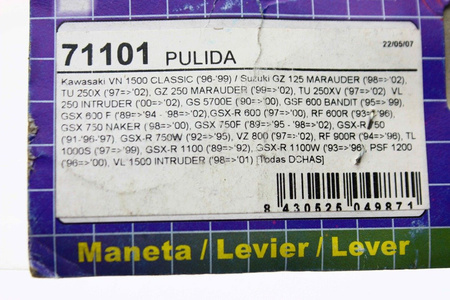 71101 PULIDA
22/05/07
Kawasaki VN 1500 CLASSIC ('96-'99) / Suzuki GZ 125 MARAUDER ('98=>'02),
TU 250X ('97=>'02), GZ 250 MARAUDER ('99=>'02), TU 250XV ('97=>'02) VL
250 INTRUDER ('00=>'02), GS 5700E ('90=>'00), GSF 600 BANDIT ('95=> 99),
GSX 600 F ('89=>'94 - '98=>'02),GSX-R 600 ('97=>'00), RF 600R ('93=>'96),
GSX 750 NAKER ('98=>'00), GSX 750F ('89=>'95 - '98=>'02), GSX-R 750
('91-'96-'97), GSX-R 750W ('92=>'95), VZ 800 ('97=>'02), RF 900R ('94=>'96), TL
1000S ('97=>'99), GSX-R 1100 ('89=>'92), GSX-R 1100W ('93=>'96), PSF 1200
('96=>'00), VL 1500 INTRUDER ('98=>'01) [Todas DCHAS]
8 430525 049871
Maneta / Levier / Lever